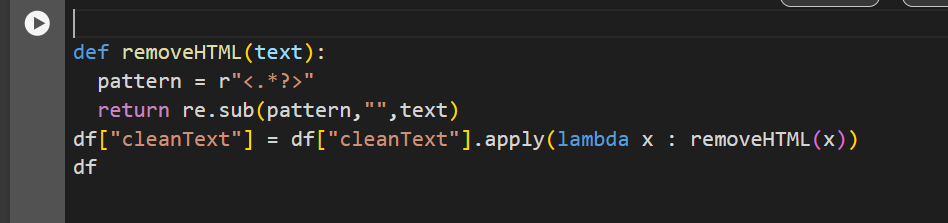 def removeHTML(text):
  pattern = r"<.*?>"
  return re.sub(pattern,"",text)
df["cleanText"] = df["cleanText"].apply(lambda x : removeHTML(x))
df